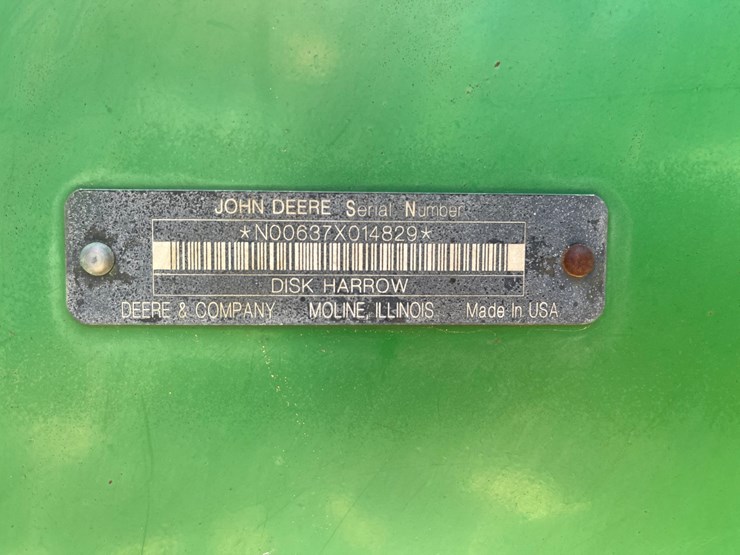 JOHN DEERE Serial Number
*N00637X014829*
DISK HARROW
DEERE & COMPANY MOLINE, ILLINOIS Made In USA